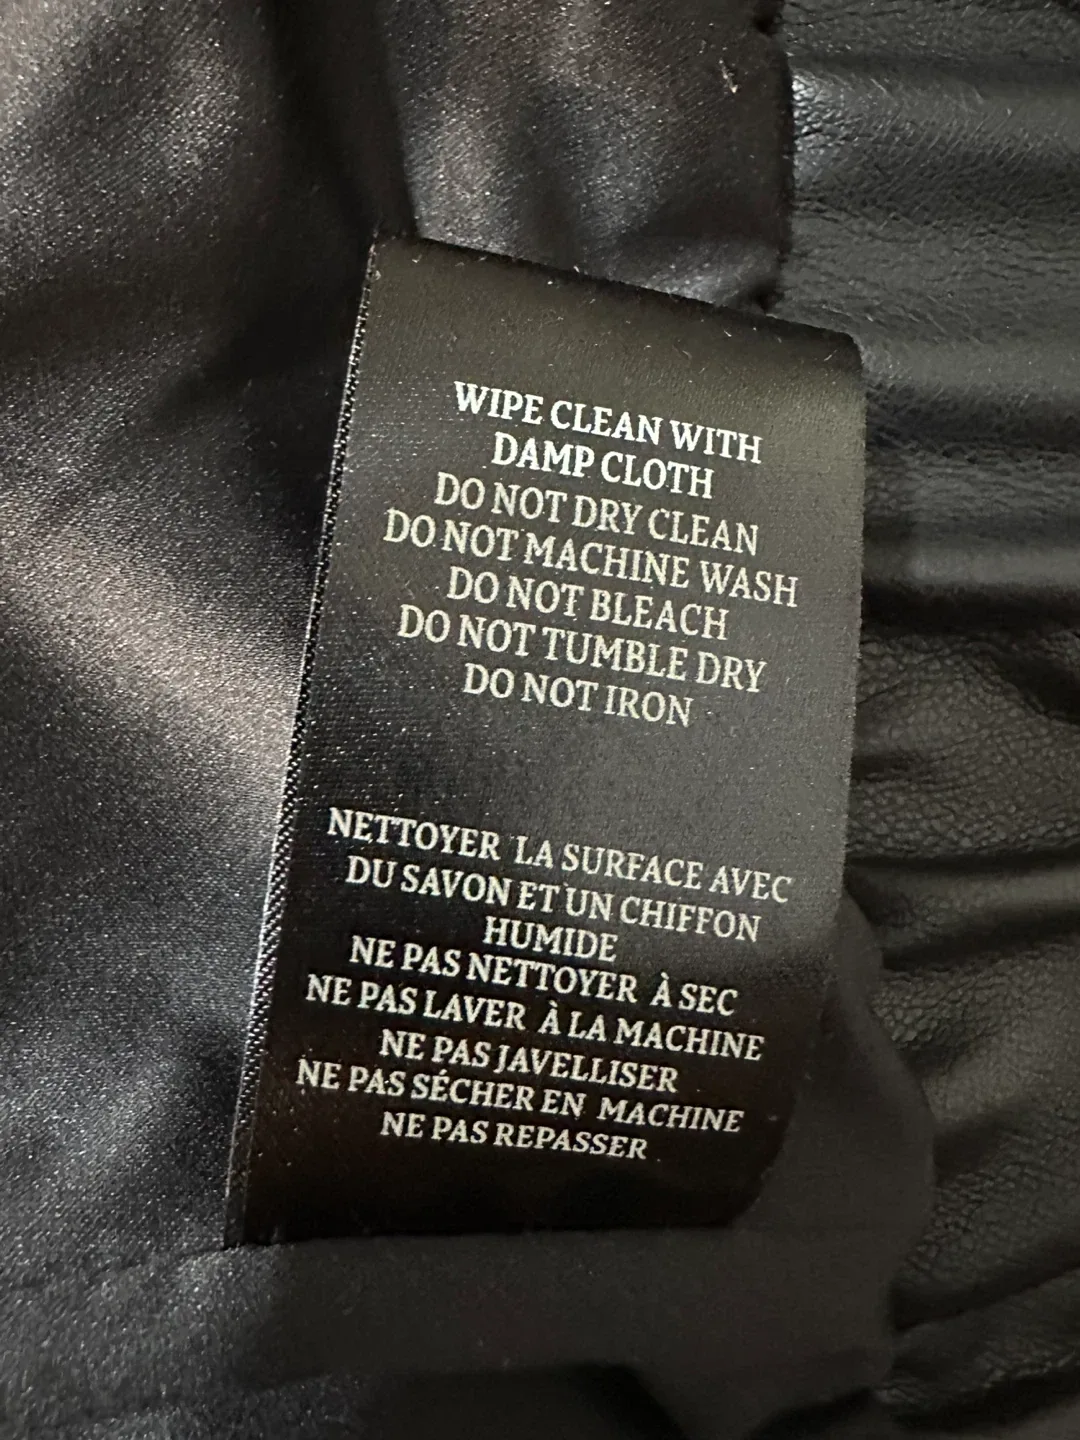 WIPE CLEAN WITH
DAMP CLOTH
DO NOT DRY CLEAN
DO NOT MACHINE WASH
DO NOT BLEACH
DO NOT TUMBLE DRY
DO NOT IRON
NETTOYER LA SURFACE AVEC
DU SAVON ET UN CHIFFON
HUMIDE
NE PAS NETTOYER À SEC
NE PAS LAVER À LA MACHINE
NE PAS JAVELLISER
NE PAS SÉCHER EN MACHINE
NE PAS REPASSER